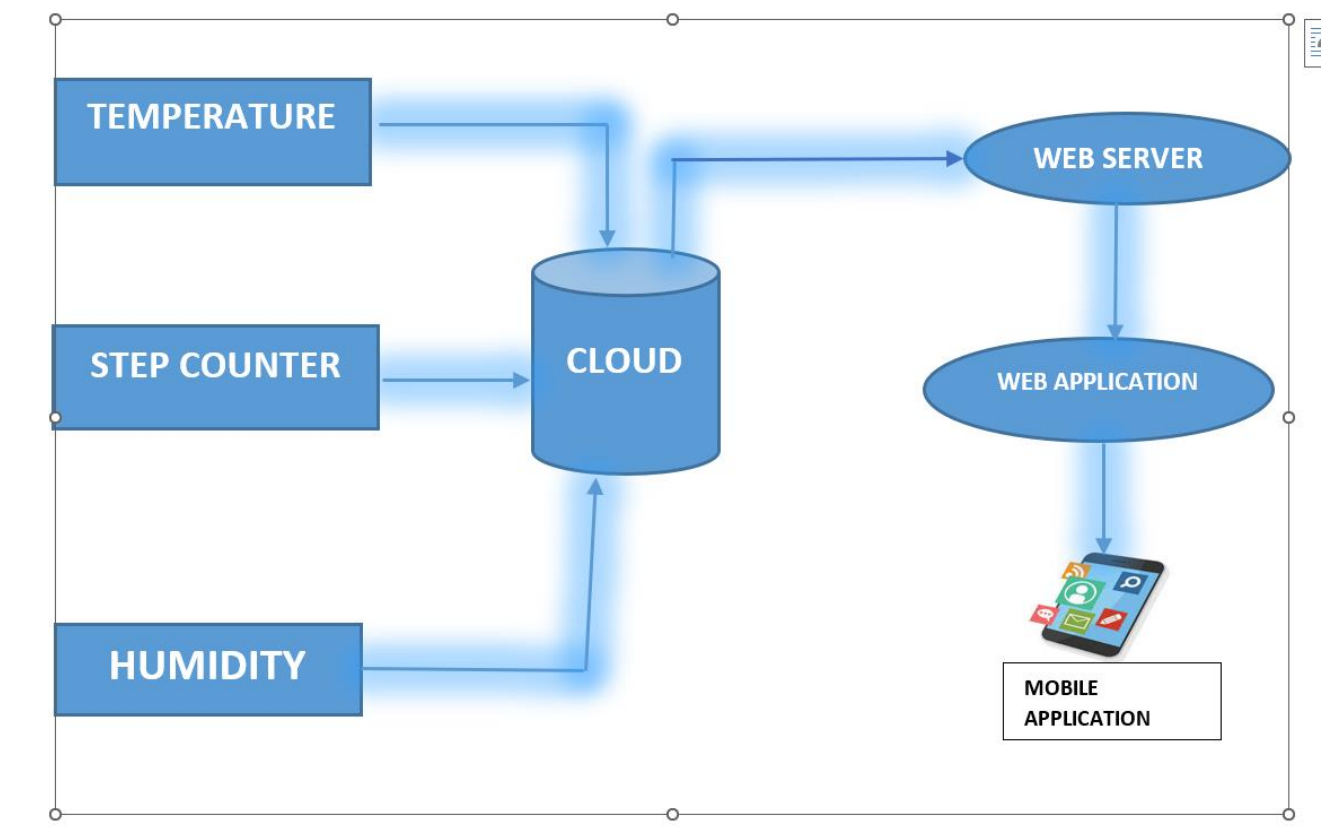 TEMPERATURE
WEB SERVER
STEP COUNTER
CLOUD
WEB APPLICATION
HUMIDITY
MOBILE
APPLICATION